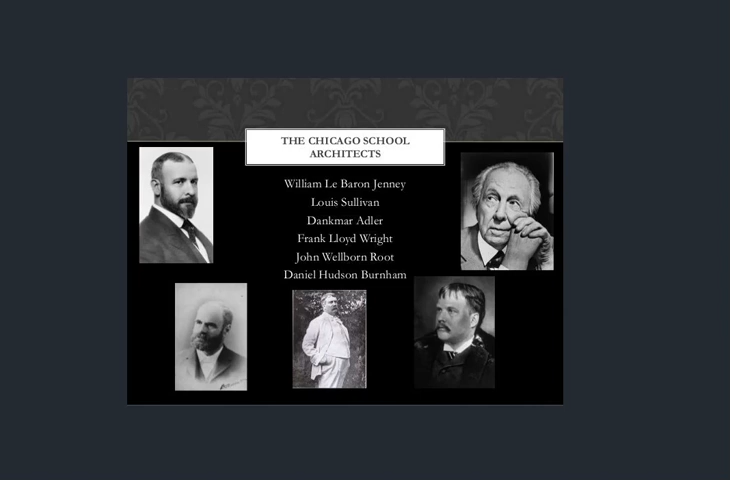 THE CHICAGO SCHOOL
ARCHITECTS
William Le Baron Jenney
Louis Sullivan
Dankmar Adler
Frank Lloyd Wright
John Wellborn Root
Daniel Hudson Burnham